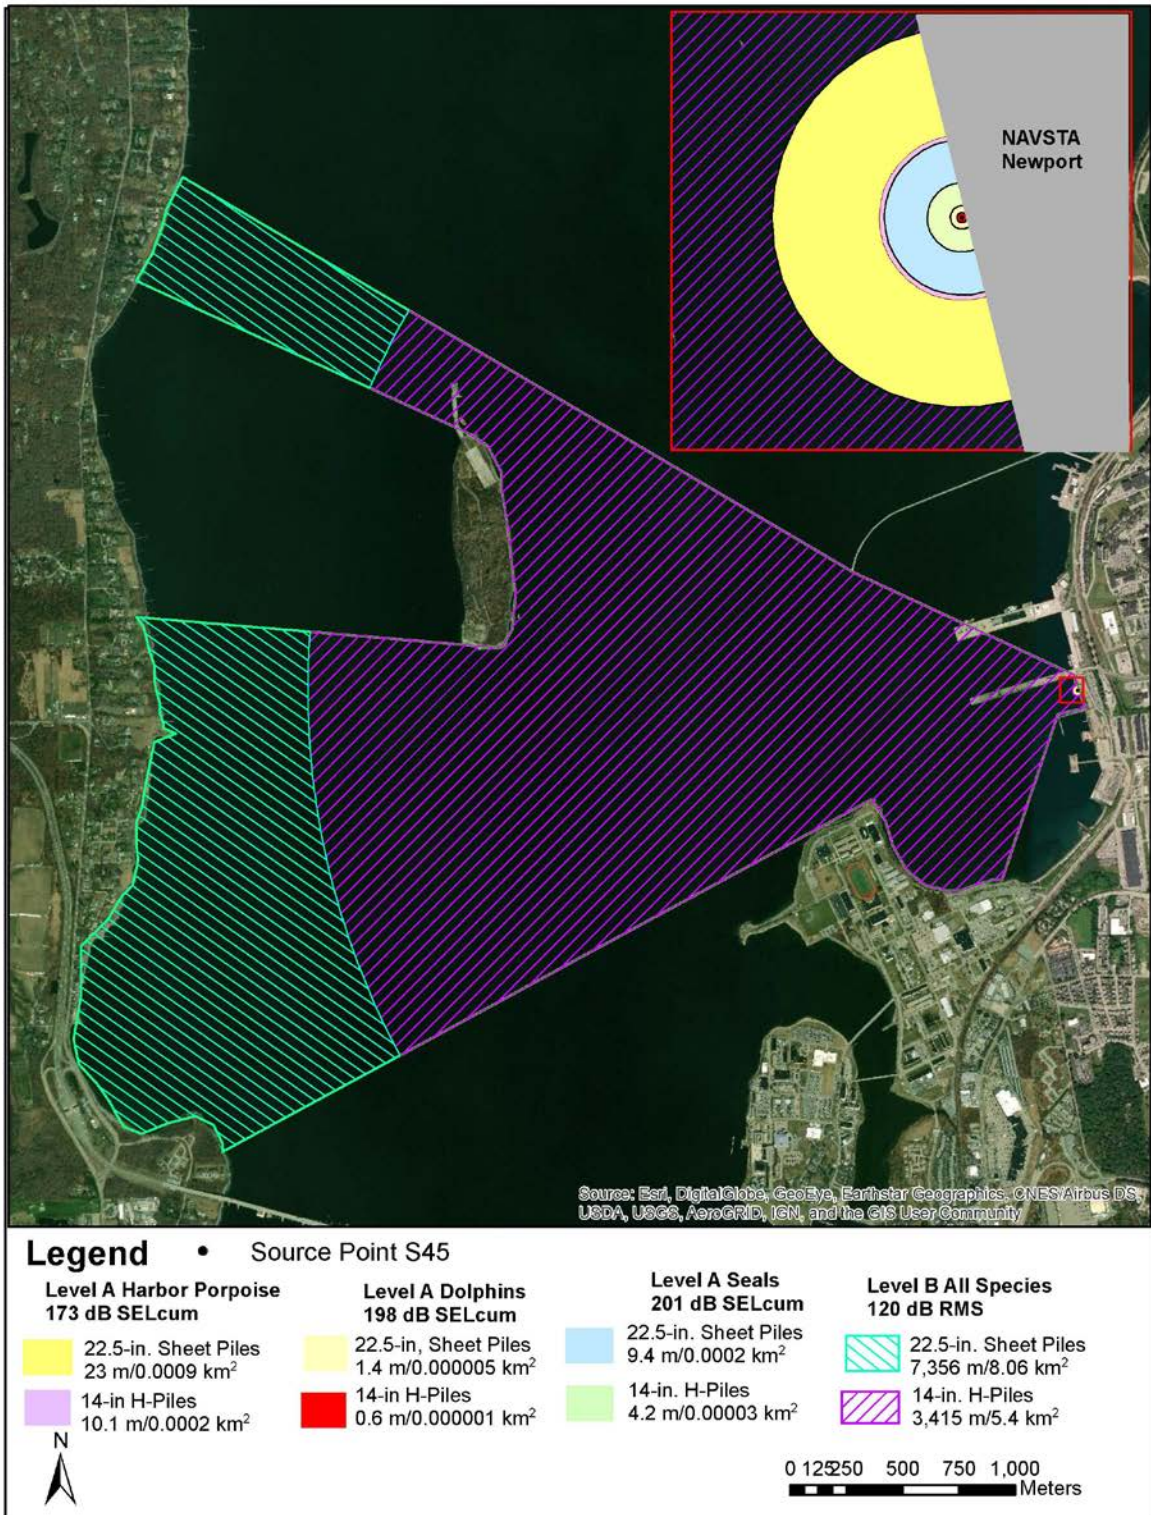 NAVSTA
Newport
Source: Esri, DigitalGlobe, GeoEye, Earthstar Geographics, CNES/Airbus DS,
USDA, USGS, AeroGRID, IGN, and the GIS User Community
Legend
Source Point S45
Level A Harbor Porpoise
173 dB SELcum
22.5-in. Sheet Piles
23 m/0.0009 km²
14-in H-Piles
10.1 m/0.0002 km²
Level A Dolphins
198 dB SELcum
22.5-in, Sheet Piles
1.4 m/0.000005 km²
14-in H-Piles
0.6 m/0.000001 km²
Level A Seals
201 dB SELcum
22.5-in. Sheet Piles
9.4 m/0.0002 km²
14-in. H-Piles
4.2 m/0.00003 km²
Level B All Species
120 dB RMS
22.5-in. Sheet Piles
7,356 m/8.06 km²
14-in. H-Piles
3,415 m/5.4 km²
N
0 125250 500 750 1,000
Meters